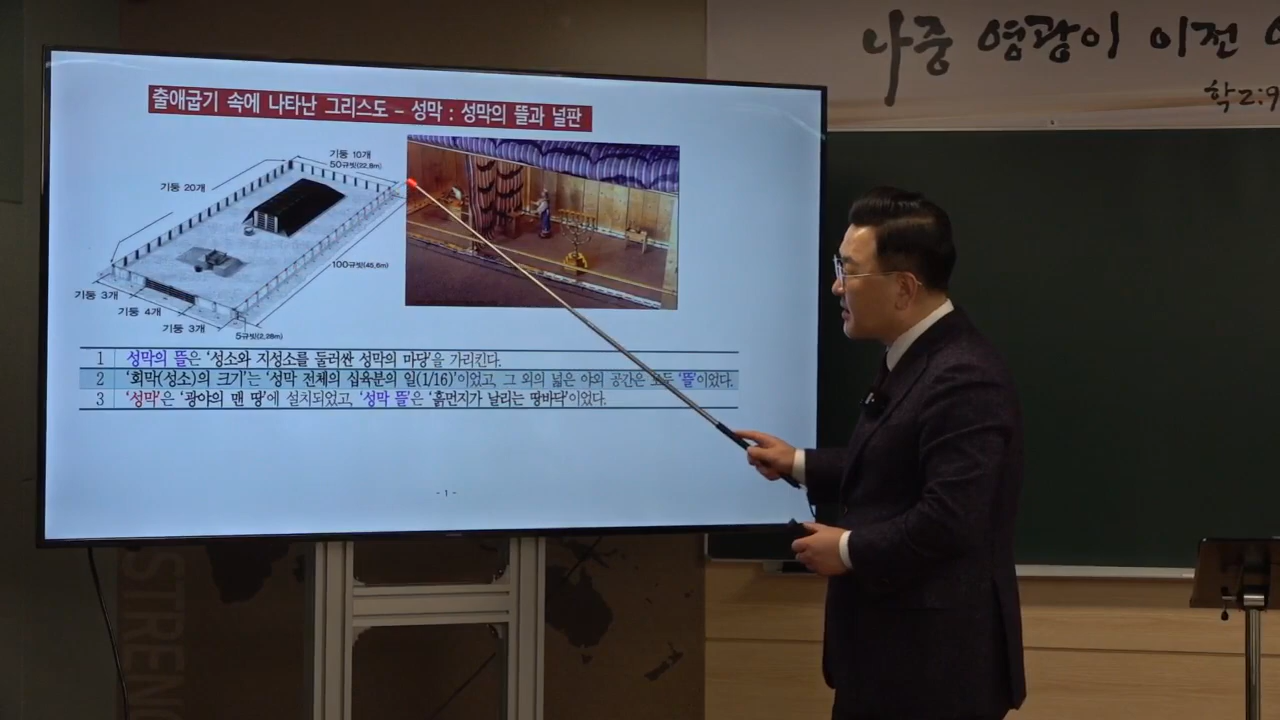 나중 영광이 이전
학2:9
출애굽기 속에 나타난 그리스도 – 성막 : 성막의 뜰과 널판
기둥 10개
50규빗(22.8m)
기둥 20개
100규빗(45.6m)
기둥 3개
기둥 4개
기둥 3개
5규빗(2.28m)
1 성막의 뜰은 '성소와 지성소를 둘러싼 성막의 마당'을 가리킨다.
2 '회막(성소)의 크기'는 '성막 전체의 십육분의 일(1/16)'이었고, 그 외의 넓은 야외 공간은 모두 '뜰'이었다.
3 '성막'은 '광야의 맨 땅'에 설치되었고, '성막 뜰'은 '흙먼지가 날리는 땅바닥'이었다.
- 1 -
STRENG